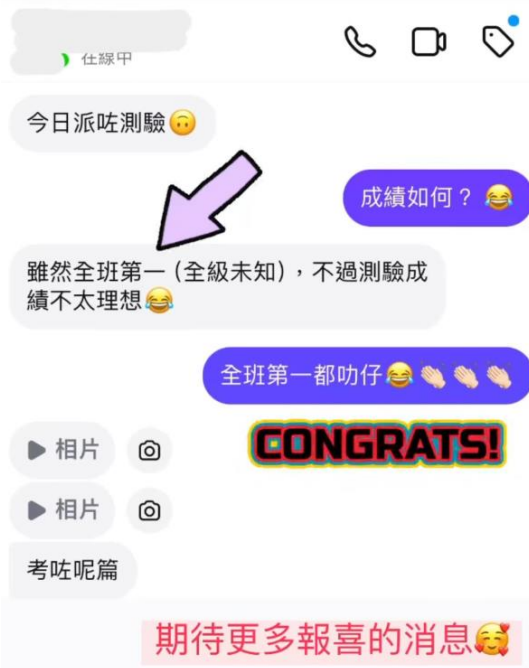 在線中
今日派咗測驗🙃
成績如何？😂
雖然全班第一 (全級未知)，不過測驗成
績不太理想😂
全班第一都叻仔😂👏🏻👏🏻👏🏻
CONGRATS!
相片
相片
考咗呢篇
期待更多報喜的消息🥰